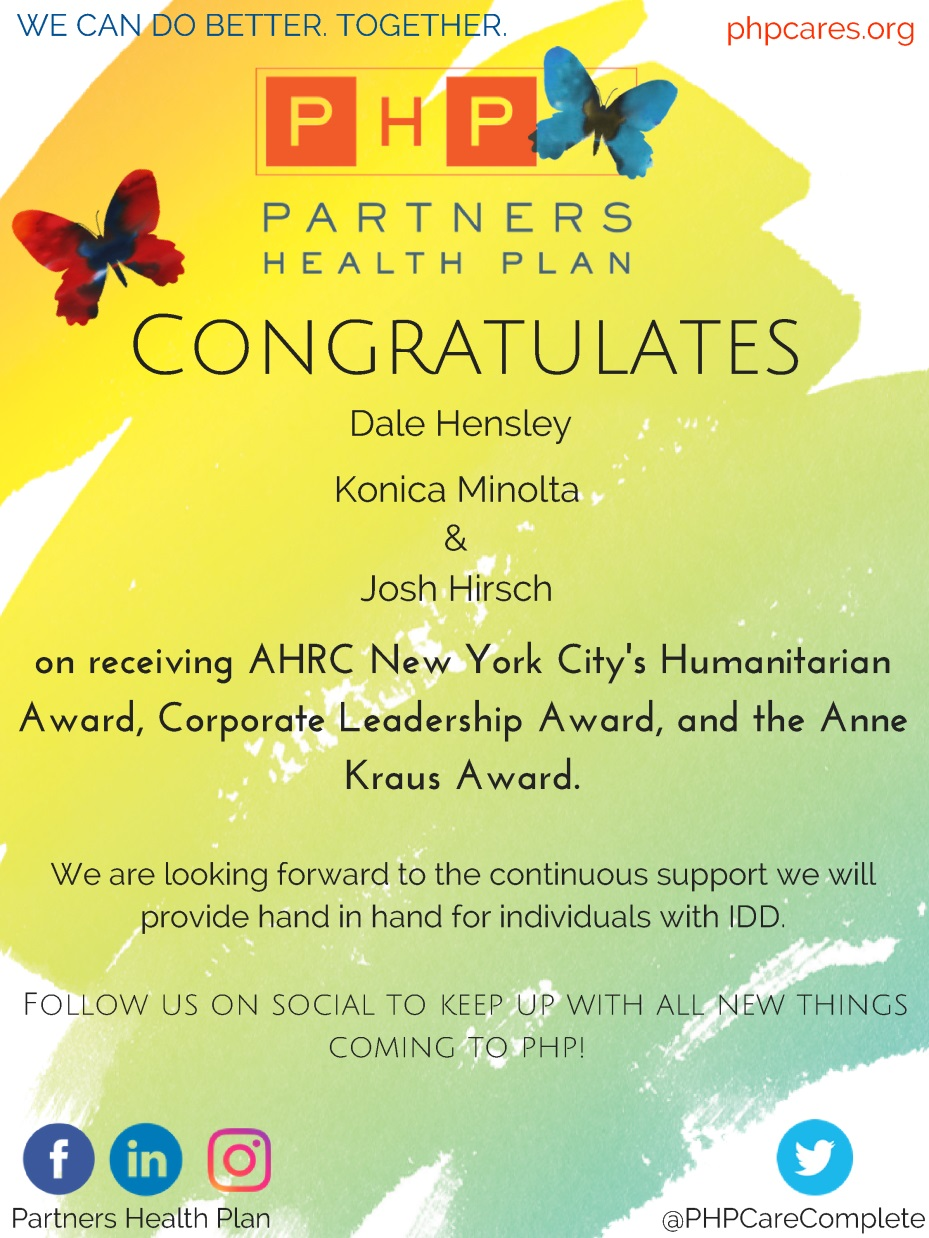 WE CAN DO BETTER. TOGETHER.
phpcares.org
PHP
PARTNERS
HEALTH PLAN
CONGRATULATES
Dale Hensley
Konica Minolta
&
Josh Hirsch
on receiving AHRC New York City's Humanitarian
Award, Corporate Leadership Award, and the Anne
Kraus Award.
We are looking forward to the continuous support we will
provide hand in hand for individuals with IDD.
FOLLOW US ON SOCIAL TO KEEP UP WITH ALL NEW THINGS
COMING TO PHP!
f
in
Partners Health Plan
@PHPCareComplete